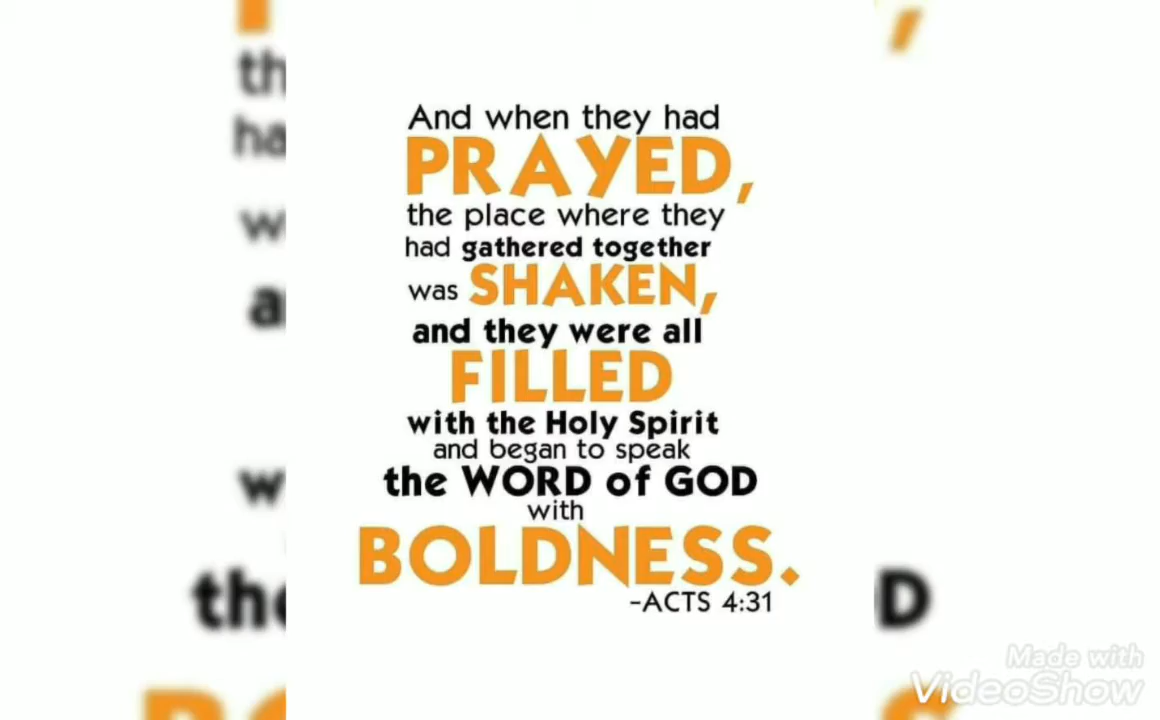 And when they had
PRAYED,
the place where they
had gathered together
was SHAKEN,
and they were all
FILLED
with the Holy Spirit
and began to speak
the WORD of GOD
with
BOLDNESS.
-ACTS 4:31
Made with
VideoShow